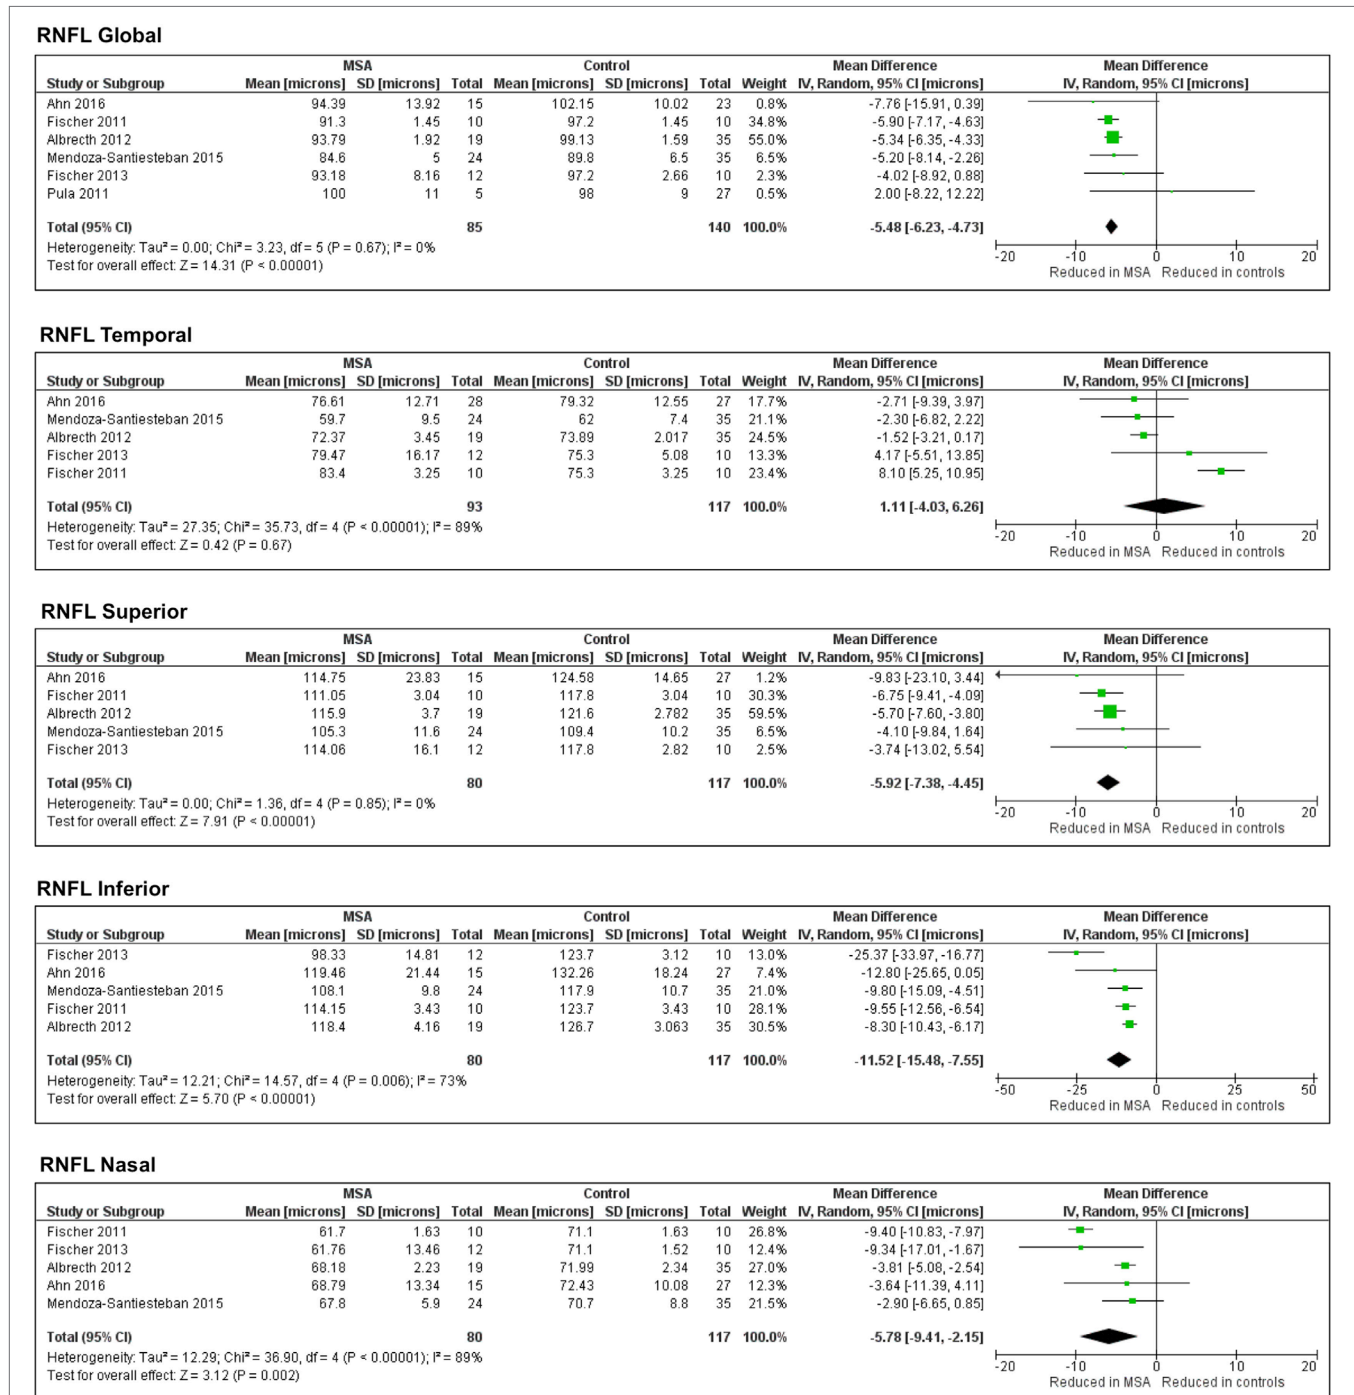 RNFL Global
MSA Control Mean Difference Mean Difference
Study or Subgroup Mean [microns] SD [microns] Total Mean [microns] SD [microns] Total Weight IV, Random, 95% CI [microns] IV, Random, 95% CI [microns]
Ahn 2016 94.39 13.92 15 102.15 10.02 23 0.8% -7.76 [-15.91, 0.39]
Fischer 2011 91.3 1.45 10 97.2 1.45 10 34.8% -5.90 [-7.17, -4.63]
Albrecth 2012 93.79 1.92 19 99.13 1.59 35 55.0% -5.34 [-6.35, -4.33]
Mendoza-Santiesteban 2015 84.6 5 24 89.8 6.5 35 6.5% -5.20 [-8.14, -2.26]
Fischer 2013 93.18 8.16 12 97.2 2.66 10 2.3% -4.02 [-8.92, 0.88]
Pula 2011 100 11 5 98 9 27 0.5% 2.00 [-8.22, 12.22]
Total (95% CI) 85 140 100.0% -5.48 [-6.23, -4.73]
Heterogeneity: Tau² = 0.00; Chi² = 3.23, df = 5 (P = 0.67); I² = 0%
Test for overall effect: Z = 14.31 (P < 0.00001)
-20 -10 0 10 20
Reduced in MSA Reduced in controls
RNFL Temporal
MSA Control Mean Difference Mean Difference
Study or Subgroup Mean [microns] SD [microns] Total Mean [microns] SD [microns] Total Weight IV, Random, 95% CI [microns] IV, Random, 95% CI [microns]
Ahn 2016 76.61 12.71 28 79.32 12.55 27 17.7% -2.71 [-9.39, 3.97]
Mendoza-Santiesteban 2015 59.7 9.5 24 62 7.4 35 21.1% -2.30 [-6.82, 2.22]
Albrecth 2012 72.37 3.45 19 73.89 2.017 35 24.5% -1.52 [-3.21, 0.17]
Fischer 2013 79.47 16.17 12 75.3 5.08 10 13.3% 4.17 [-5.51, 13.85]
Fischer 2011 83.4 3.25 10 75.3 3.25 10 23.4% 8.10 [5.25, 10.95]
Total (95% CI) 93 117 100.0% 1.11 [-4.03, 6.26]
Heterogeneity: Tau² = 27.35; Chi² = 35.73, df = 4 (P < 0.00001); I² = 89%
Test for overall effect: Z = 0.42 (P = 0.67)
-20 -10 0 10 20
Reduced in MSA Reduced in controls
RNFL Superior
MSA Control Mean Difference Mean Difference
Study or Subgroup Mean [microns] SD [microns] Total Mean [microns] SD [microns] Total Weight IV, Random, 95% CI [microns] IV, Random, 95% CI [microns]
Ahn 2016 114.75 23.83 15 124.58 14.65 27 1.2% -9.83 [-23.10, 3.44]
Fischer 2011 111.05 3.04 10 117.8 3.04 10 30.3% -6.75 [-9.41, -4.09]
Albrecth 2012 115.9 3.7 19 121.6 2.782 35 59.5% -5.70 [-7.60, -3.80]
Mendoza-Santiesteban 2015 105.3 11.6 24 109.4 10.2 35 6.5% -4.10 [-9.84, 1.64]
Fischer 2013 114.06 16.1 12 117.8 2.82 10 2.5% -3.74 [-13.02, 5.54]
Total (95% CI) 80 117 100.0% -5.92 [-7.38, -4.45]
Heterogeneity: Tau² = 0.00; Chi² = 1.36, df = 4 (P = 0.85); I² = 0%
Test for overall effect: Z = 7.91 (P < 0.00001)
-20 -10 0 10 20
Reduced in MSA Reduced in controls
RNFL Inferior
MSA Control Mean Difference Mean Difference
Study or Subgroup Mean [microns] SD [microns] Total Mean [microns] SD [microns] Total Weight IV, Random, 95% CI [microns] IV, Random, 95% CI [microns]
Fischer 2013 98.33 14.81 12 123.7 3.12 10 13.0% -25.37 [-33.97, -16.77]
Ahn 2016 119.46 21.44 15 132.26 18.24 27 7.4% -12.80 [-25.65, 0.05]
Mendoza-Santiesteban 2015 108.1 9.8 24 117.9 10.7 35 21.0% -9.80 [-15.09, -4.51]
Fischer 2011 114.15 3.43 10 123.7 3.43 10 28.1% -9.55 [-12.56, -6.54]
Albrecth 2012 118.4 4.16 19 126.7 3.063 35 30.5% -8.30 [-10.43, -6.17]
Total (95% CI) 80 117 100.0% -11.52 [-15.48, -7.55]
Heterogeneity: Tau² = 12.21; Chi² = 14.57, df = 4 (P = 0.006); I² = 73%
Test for overall effect: Z = 5.70 (P < 0.00001)
-50 -25 0 25 50
Reduced in MSA Reduced in controls
RNFL Nasal
MSA Control Mean Difference Mean Difference
Study or Subgroup Mean [microns] SD [microns] Total Mean [microns] SD [microns] Total Weight IV, Random, 95% CI [microns] IV, Random, 95% CI [microns]
Fischer 2011 61.7 1.63 10 71.1 1.63 10 26.8% -9.40 [-10.83, -7.97]
Fischer 2013 61.76 13.46 12 71.1 1.52 10 12.4% -9.34 [-17.01, -1.67]
Albrecth 2012 68.18 2.23 19 71.99 2.34 35 27.0% -3.81 [-5.08, -2.54]
Ahn 2016 68.79 13.34 15 72.43 10.08 27 12.3% -3.64 [-11.39, 4.11]
Mendoza-Santiesteban 2015 67.8 5.9 24 70.7 8.8 35 21.5% -2.90 [-6.65, 0.85]
Total (95% CI) 80 117 100.0% -5.78 [-9.41, -2.15]
Heterogeneity: Tau² = 12.29; Chi² = 36.90, df = 4 (P < 0.00001); I² = 89%
Test for overall effect: Z = 3.12 (P = 0.002)
-20 -10 0 10 20
Reduced in MSA Reduced in controls